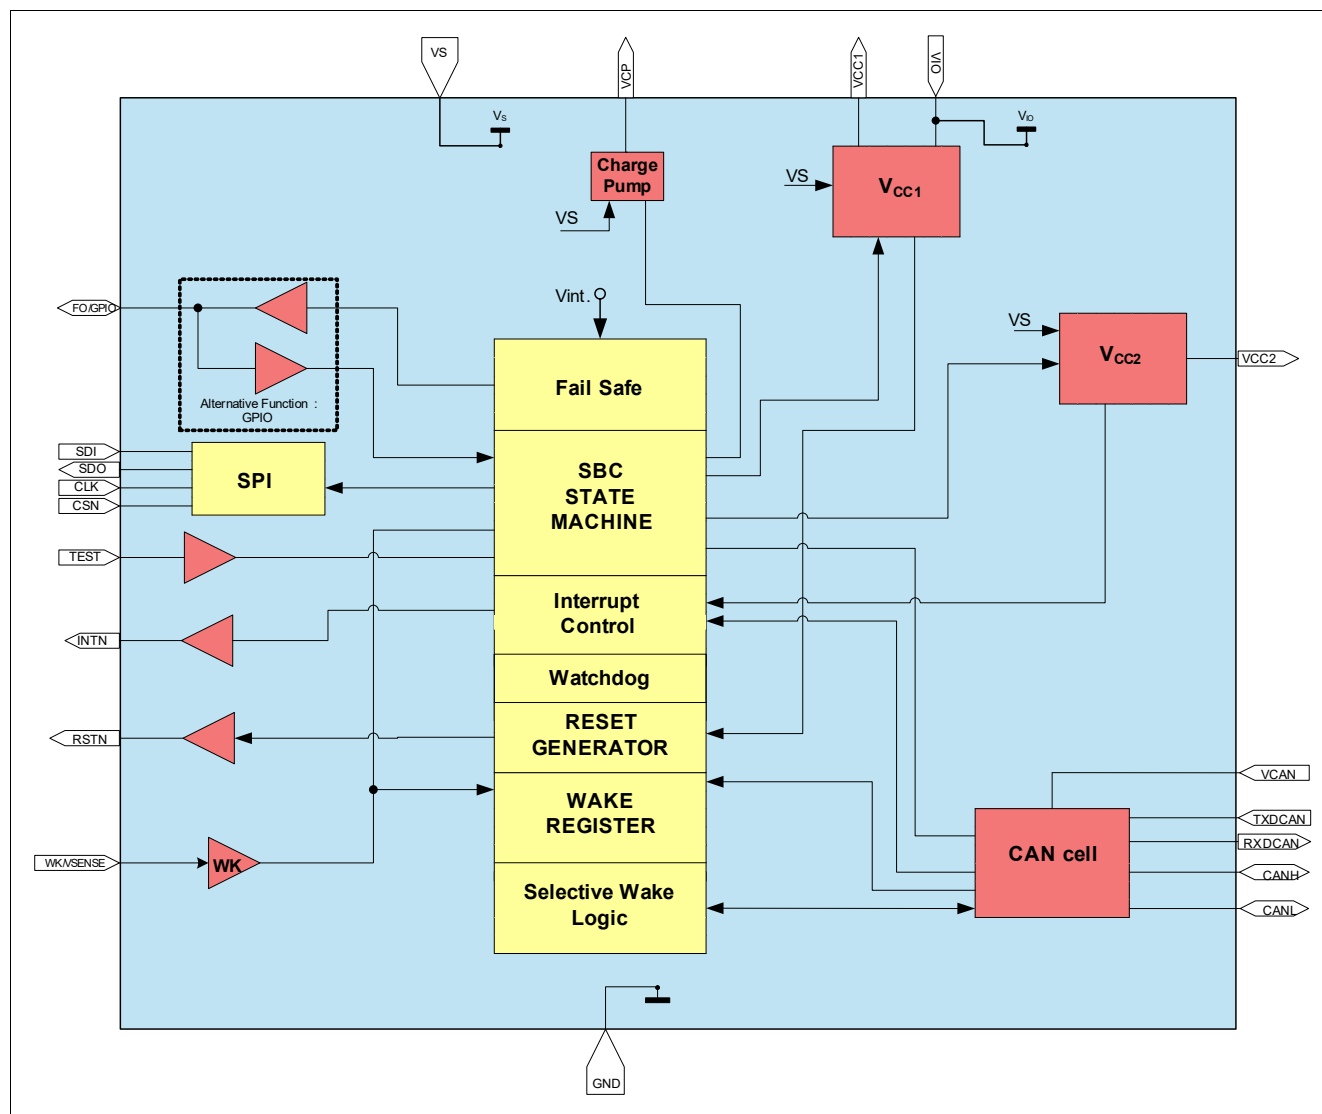 VS
VCP
VCC1
VIO
VS
VIO
Charge
Pump
VS
VCC1
VS
FO/GPIO
Vint.
VS
VCC2
VCC2
Alternative Function :
GPIO
Fail Safe
SDI
SDO
CLK
CSN
SPI
SBC
STATE
MACHINE
TEST
Interrupt
Control
INTN
Watchdog
RSTN
RESET
GENERATOR
VCAN
WAKE
REGISTER
TXDCAN
RXDCAN
CAN cell
WK/VSENSE
WK
CANH
Selective Wake
Logic
CANL
GND